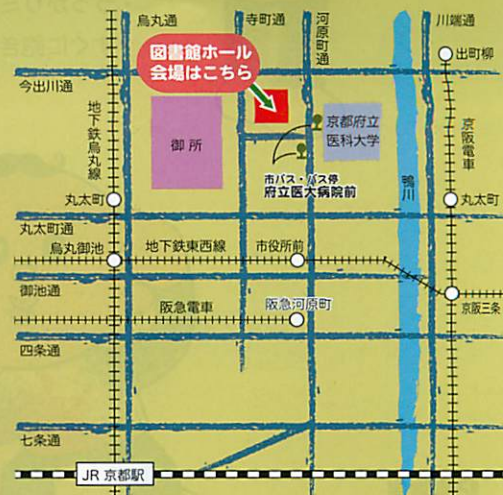 烏丸通
寺町通
河原町通
川端通
図書館ホール
会場はこちら
出町柳
今出川通
地下鉄烏丸線
御所
京都府立
医科大学
京阪電車
市バス・バス停
府立医大病院前
鴨川
丸太町
丸太町
丸太町通
烏丸御池
地下鉄東西線
市役所前
御池通
阪急電車
阪急河原町
京阪三条
四条通
七条通
JR 京都駅